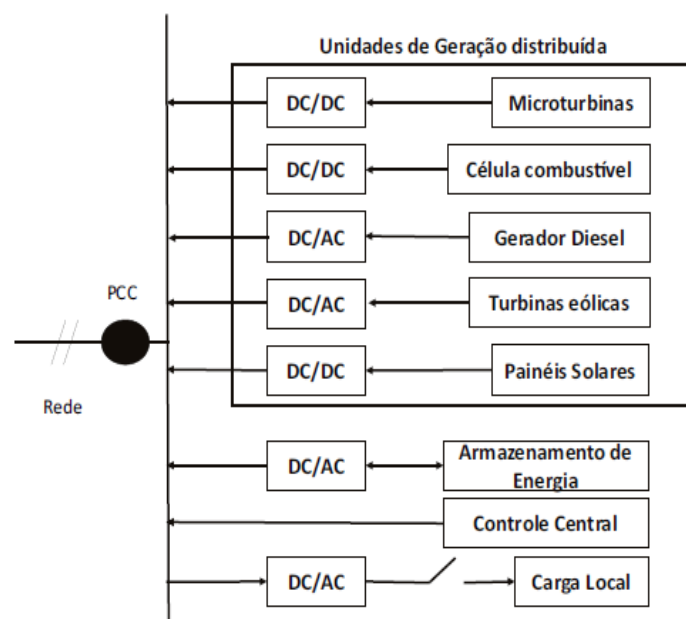 Unidades de Geração distribuída
DC/DC
Microturbinas
DC/DC
Célula combustível
DC/AC
Gerador Diesel
PCC
DC/AC
Turbinas eólicas
DC/DC
Painéis Solares
Rede
DC/AC
Armazenamento de
Energia
Controle Central
DC/AC
Carga Local